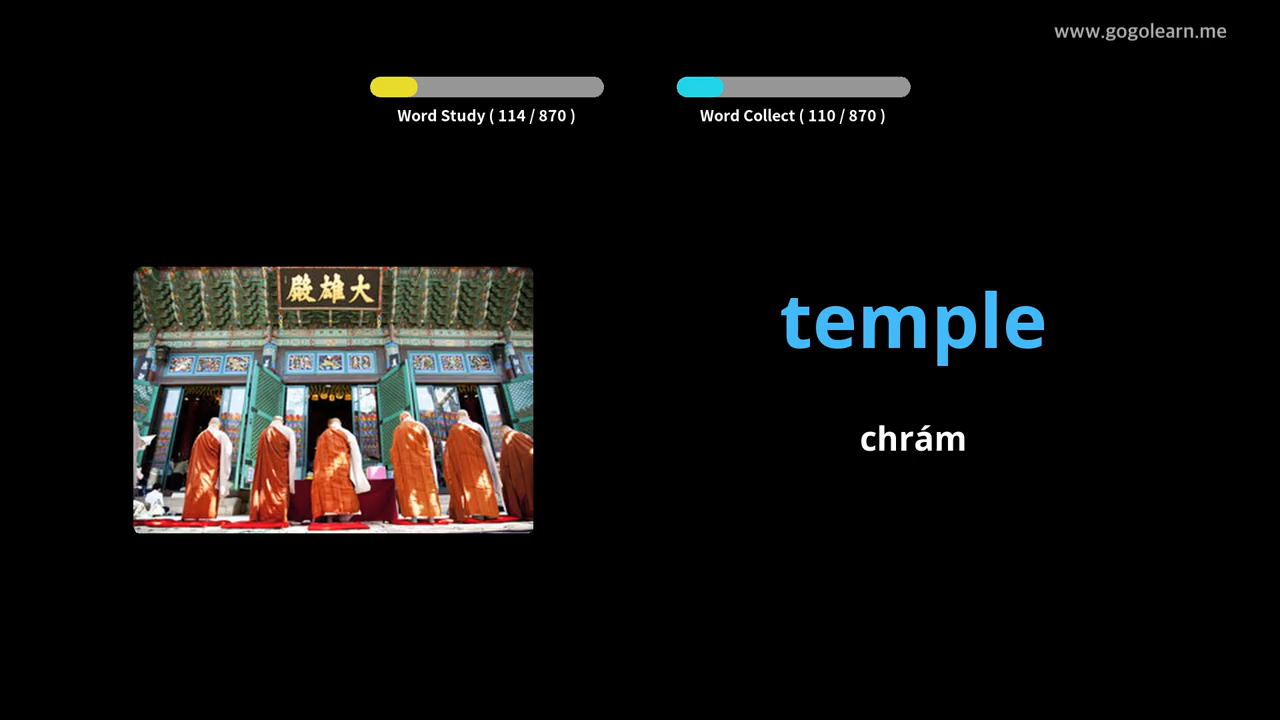 www.gogolearn.me
Word Study ( 114 / 870 )
Word Collect ( 110 / 870 )
殿雄大
temple
chrám